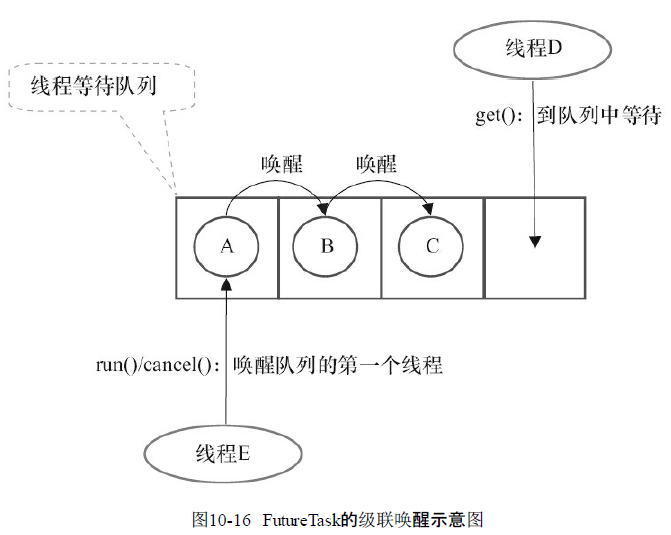 线程D
线程等待队列
get()：到队列中等待
唤醒
唤醒
A
B
C
run()/cancel()：唤醒队列的第一个线程
线程E
图10-16 FutureTask的级联唤醒示意图